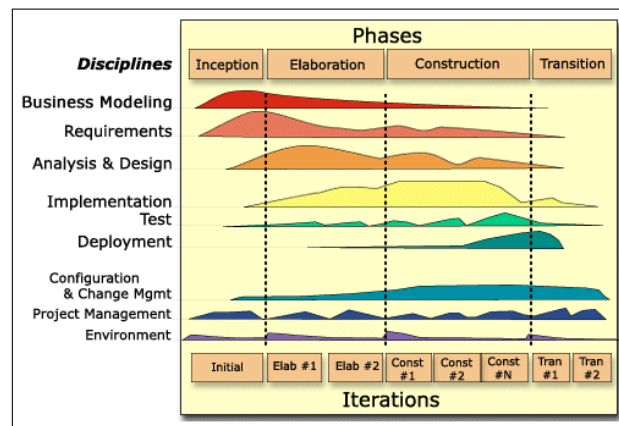 Phases
Disciplines
Inception
Elaboration
Construction
Transition
Business Modeling
Requirements
Analysis & Design
Implementation
Test
Deployment
Configuration
& Change Mgmt
Project Management
Environment
Initial
Elab #1
Elab #2
Const
#1
Const
#2
Const
#N
Tran
#1
Tran
#2
Iterations